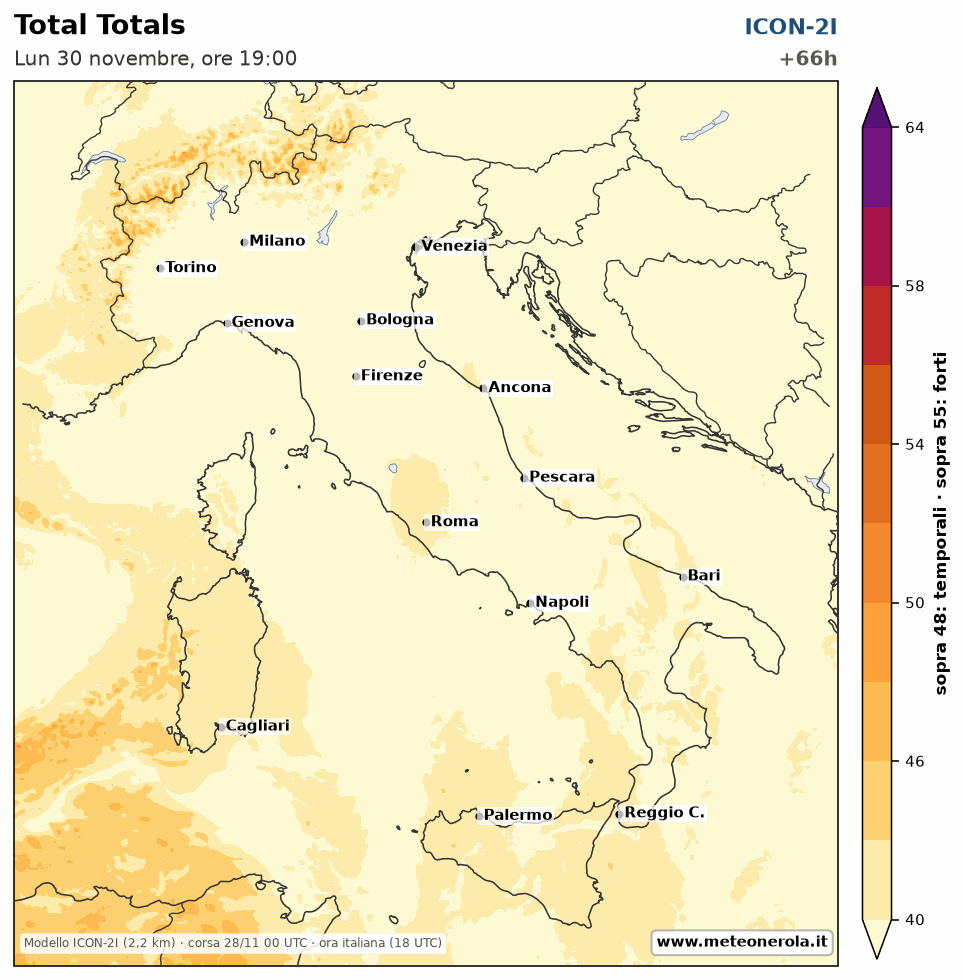 Total Totals
ICON-2I
Lun 30 novembre, ore 19:00
+66h
Milano
Venezia
Torino
Genova
Bologna
Firenze
Ancona
Pescara
Roma
Bari
Napoli
Cagliari
Palermo
Reggio C.
64
58
54
50
46
40
sopra 48: temporali · sopra 55: forti
Modello ICON-2I (2,2 km) · corsa 28/11 00 UTC · ora italiana (18 UTC)
www.meteonerola.it